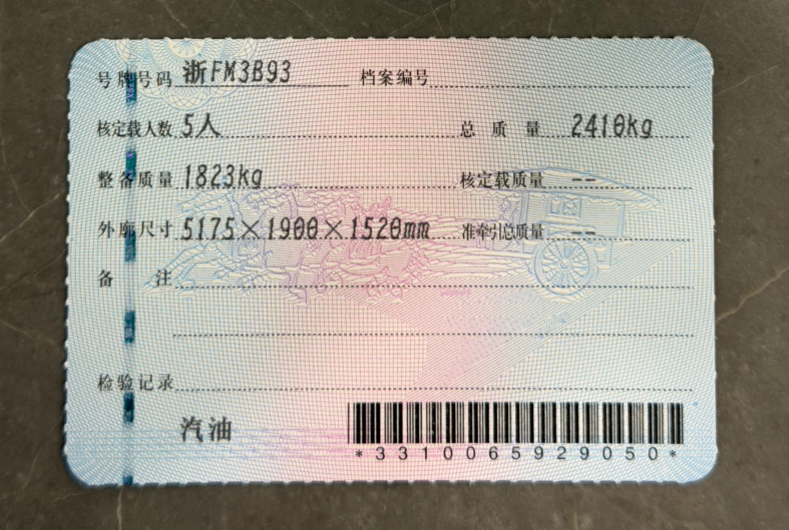 号牌号码 浙FM3B93 档案编号
核定载人数 5人 总质量 2410kg
整备质量 1823kg 核定载质量 --
外廓尺寸 5175×1900×1520mm 准牵引总质量 --
备注
检验记录
汽油
*3310065929050*